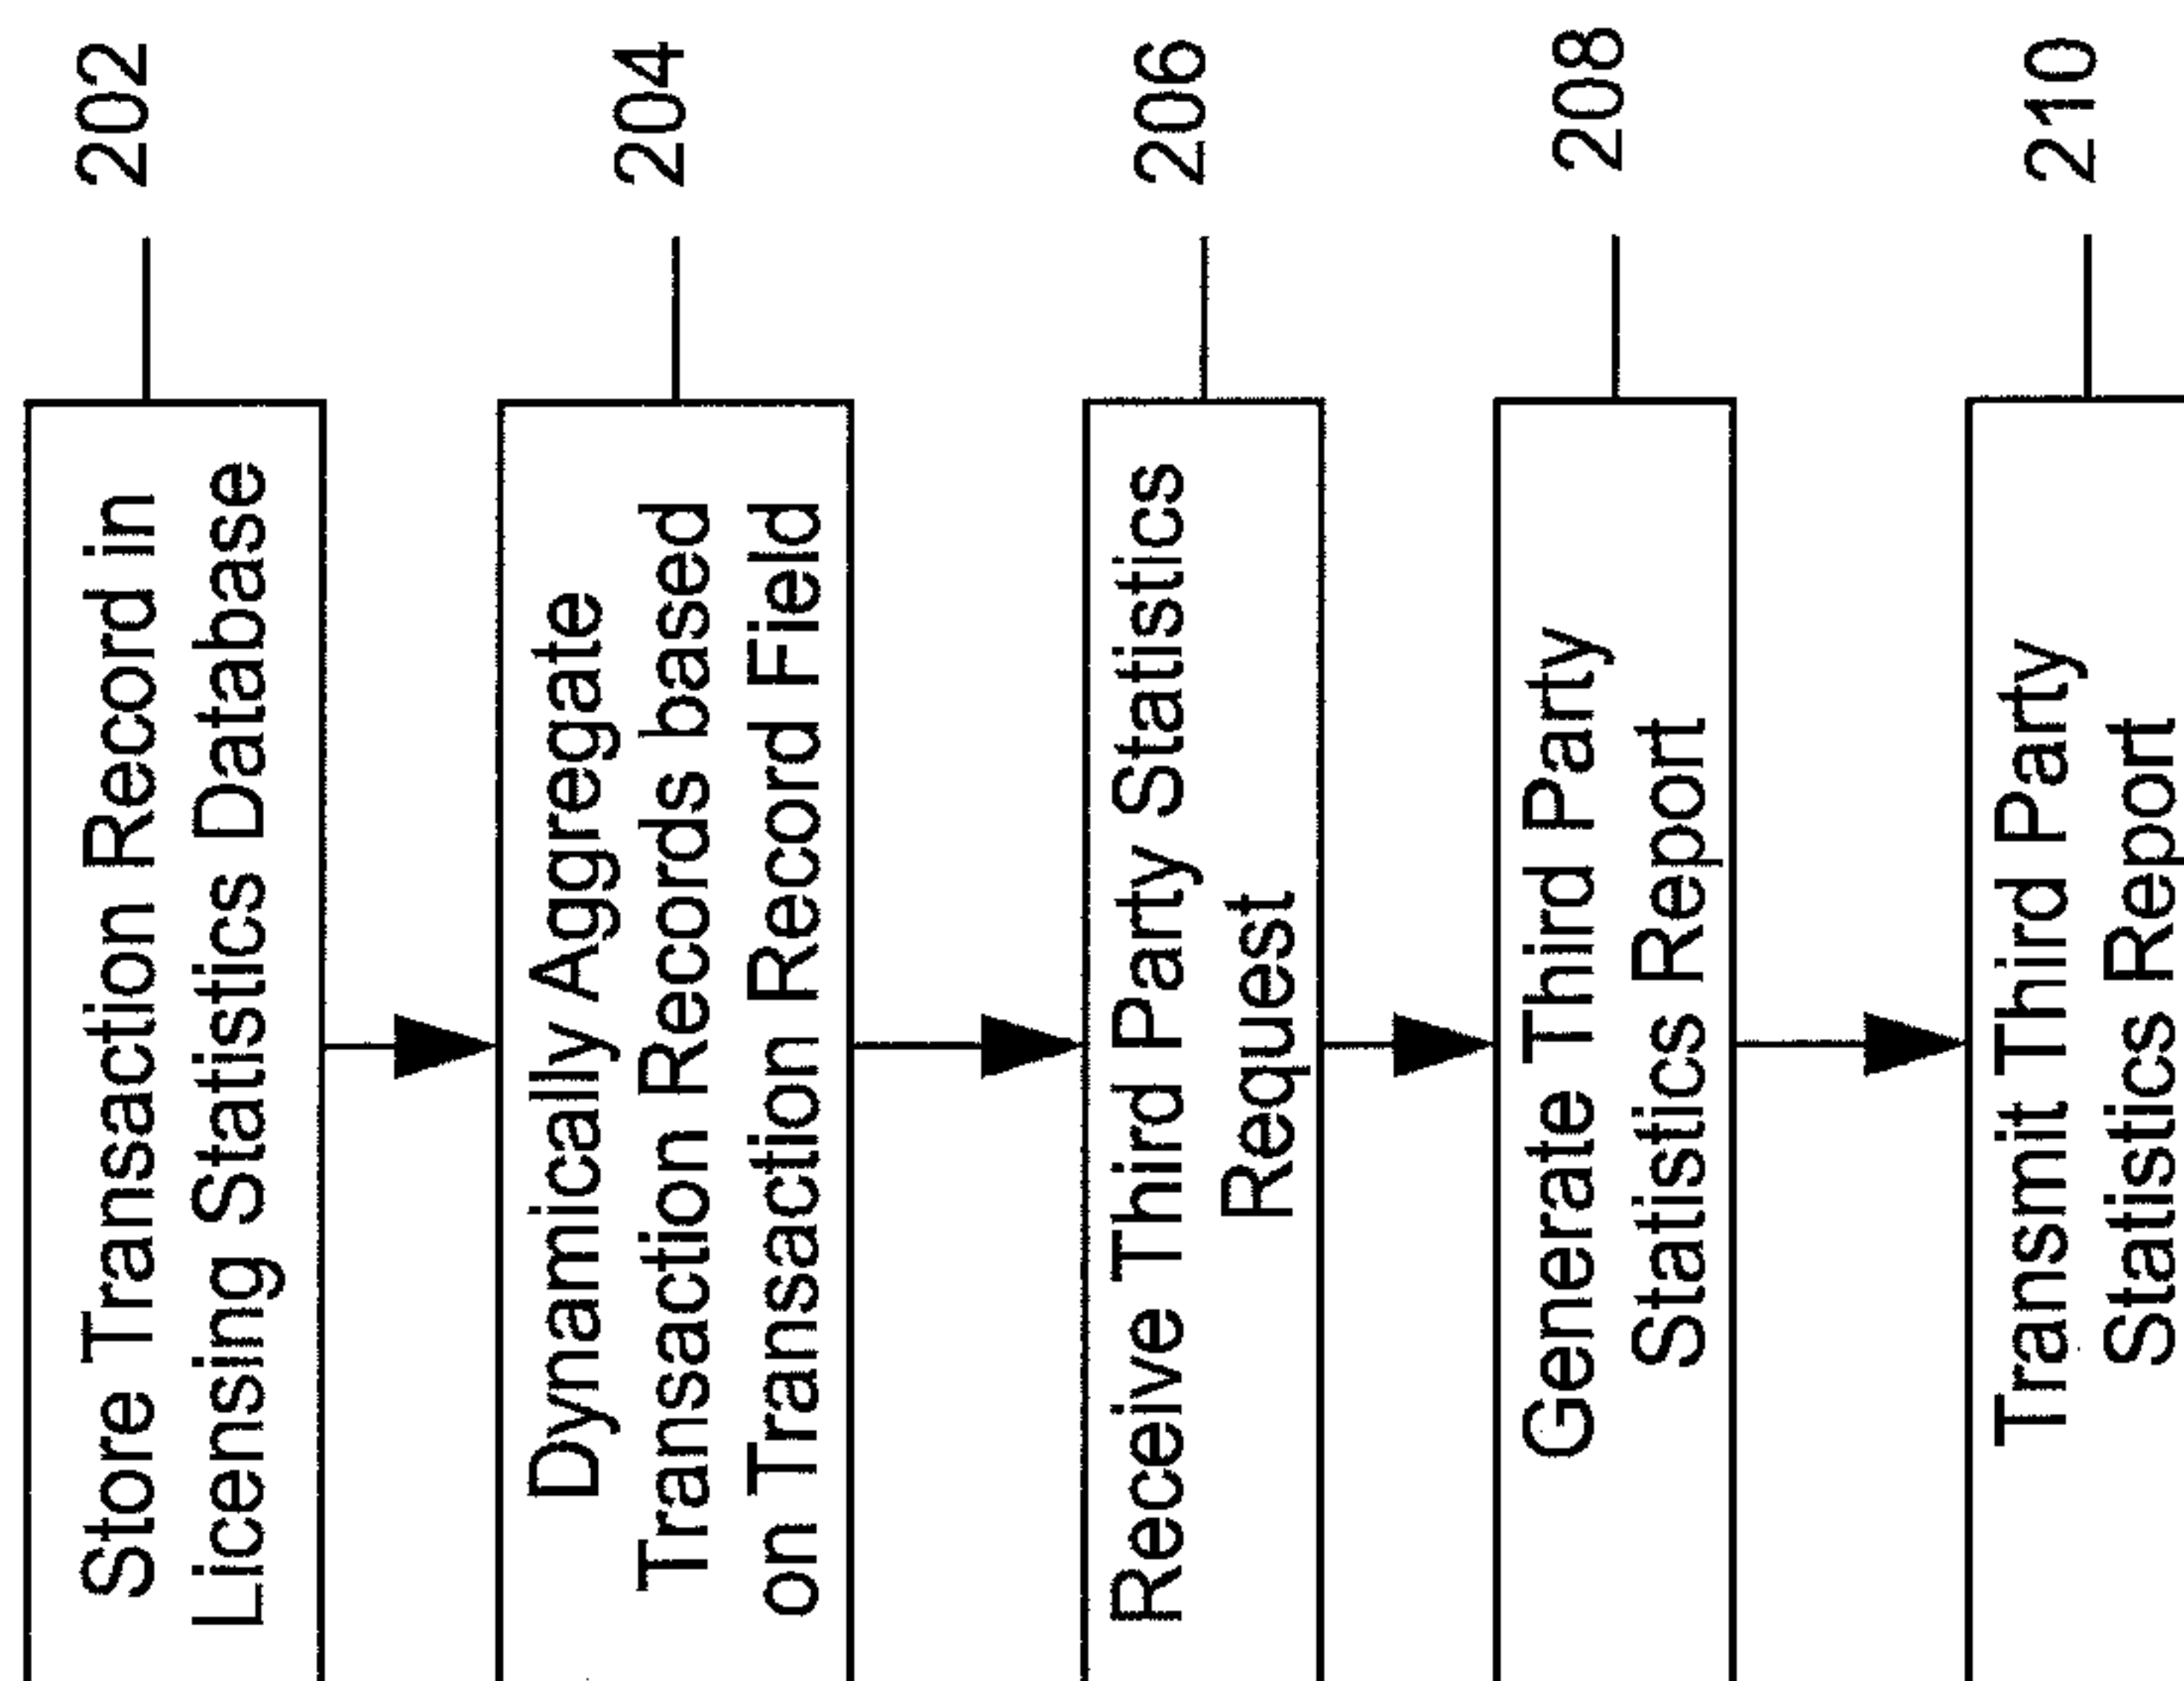 Store Transaction Record in
Licensing Statistics Database
202
Dynamically Aggregate
Transaction Records based
on Transaction Record Field
204
Receive Third Party Statistics
Request
206
Generate Third Party
Statistics Report
208
Transmit Third Party
Statistics Report
210